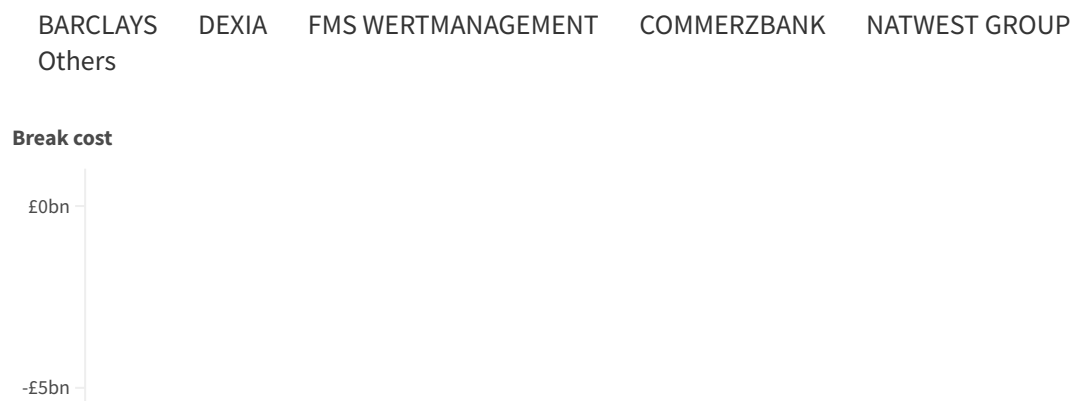 BARCLAYS DEXIA FMS WERTMANAGEMENT COMMERZBANK NATWEST GROUP
Others
Break cost
£0bn
-£5bn